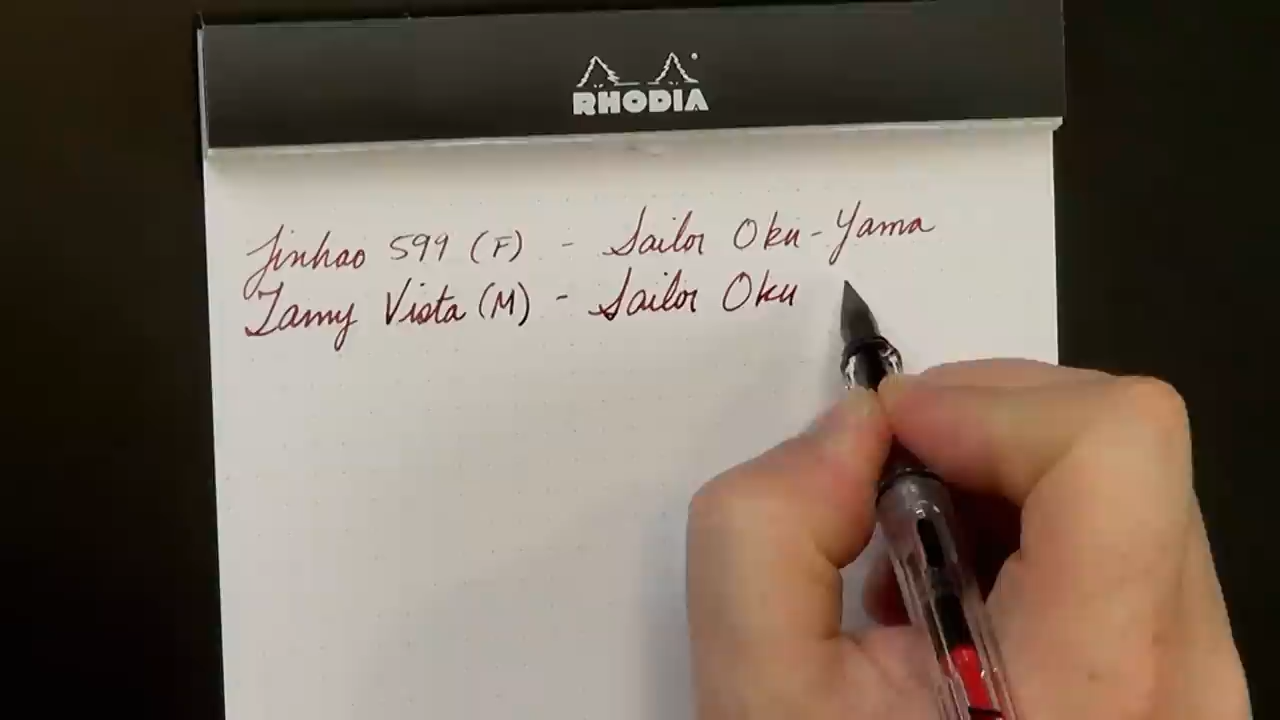 RHODIA
Jinhao 599 (F) - Sailor Oku-Yama
Lamy Vista (M) - Sailor Oku